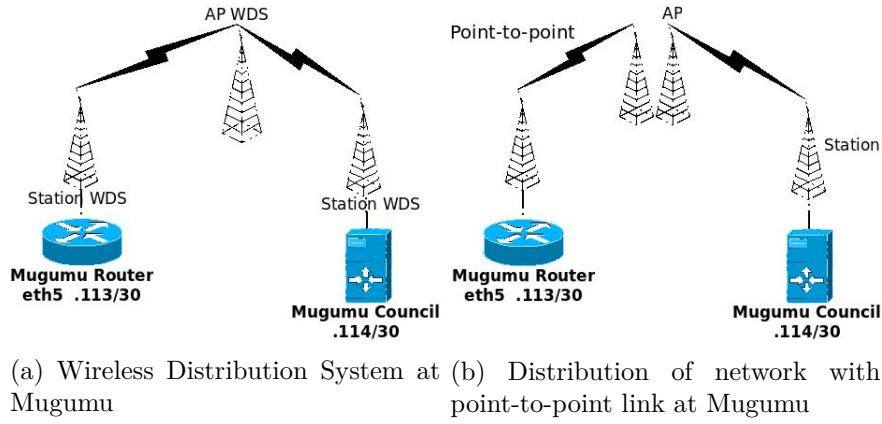 AP WDS
Station WDS
Station WDS
Mugumu Router
eth5 .113/30
Mugumu Council
.114/30
(a) Wireless Distribution System at
Mugumu
AP
Point-to-point
Station
Mugumu Router
eth5 .113/30
Mugumu Council
.114/30
(b) Distribution of network with
point-to-point link at Mugumu